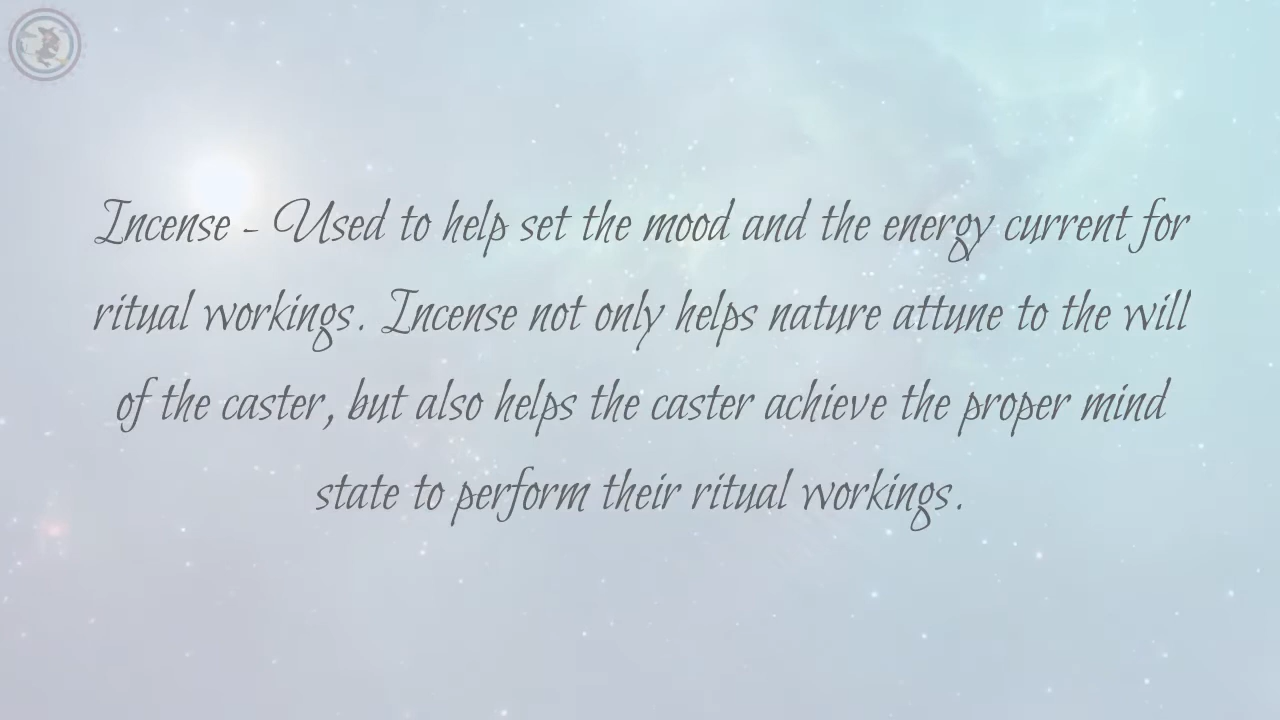 Incense - Used to help set the mood and the energy current for
ritual workings. Incense not only helps nature attune to the will
of the caster, but also helps the caster achieve the proper mind
state to perform their ritual workings.